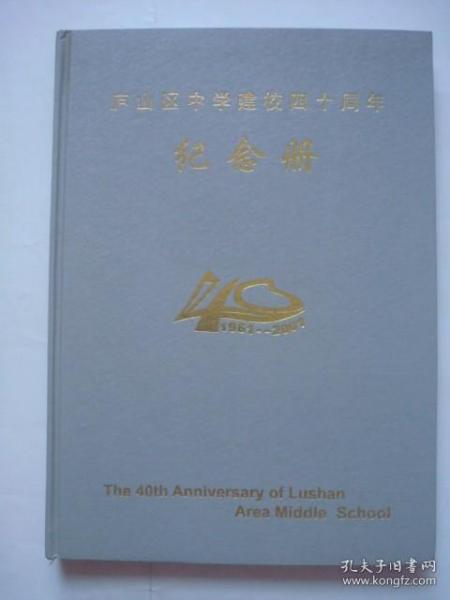 庐山区中学建校四十周年
纪念册
40
1961--2001
The 40th Anniversary of Lushan
Area Middle School
孔夫子旧书网
www.kongfz.com